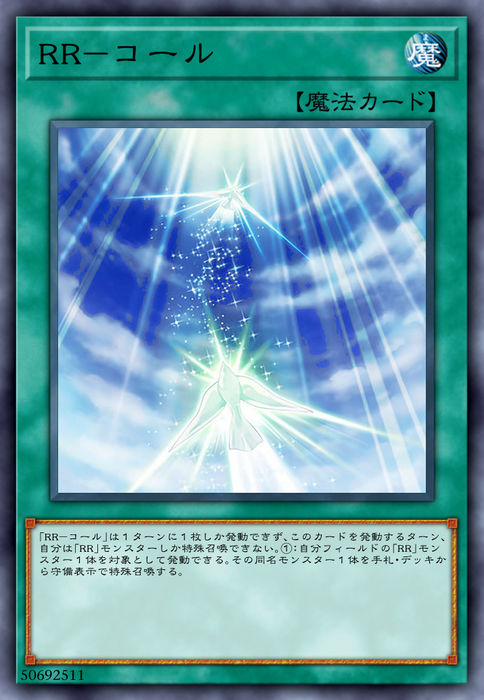 RR－コール
魔
【魔法カード】
「RR－コール」は１ターンに１枚しか発動できず、このカードを発動するターン、
自分は「RR」モンスターしか特殊召喚できない。①：自分フィールドの「RR」モン
スター１体を対象として発動できる。その同名モンスター１体を手札・デッキか
ら守備表示で特殊召喚する。
50692511